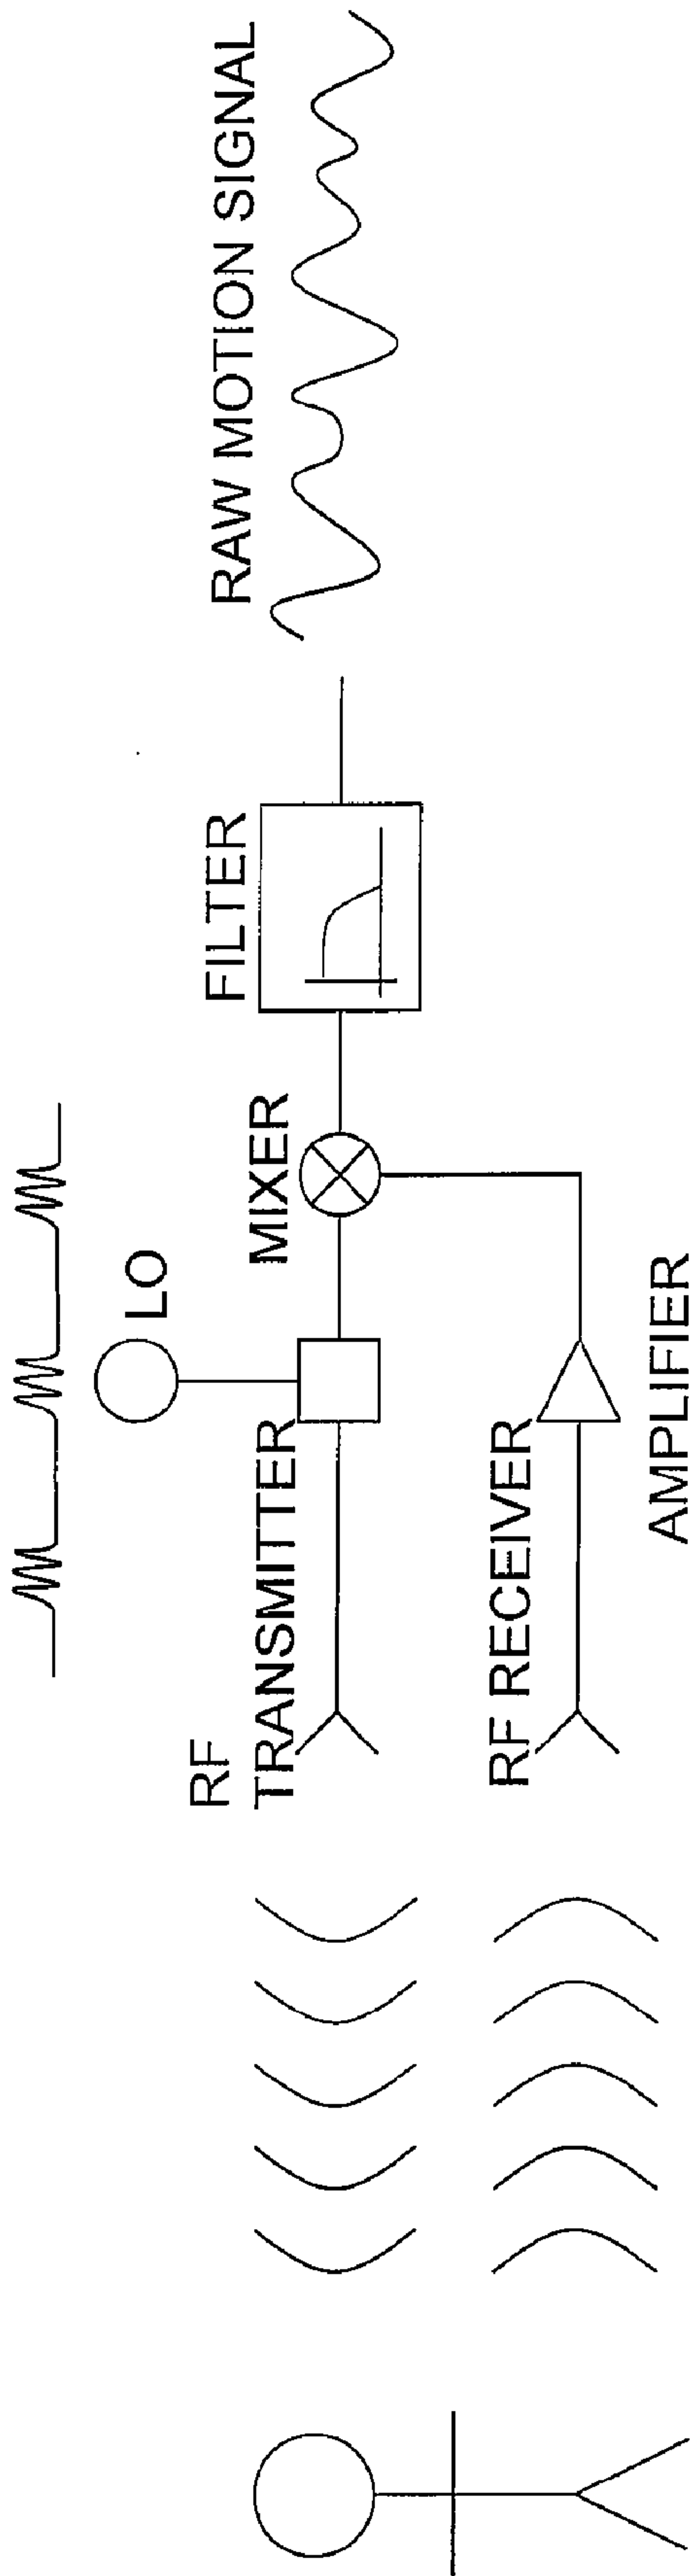 LO
RF
TRANSMITTER
MIXER
FILTER
RAW MOTION SIGNAL
RF RECEIVER
AMPLIFIER